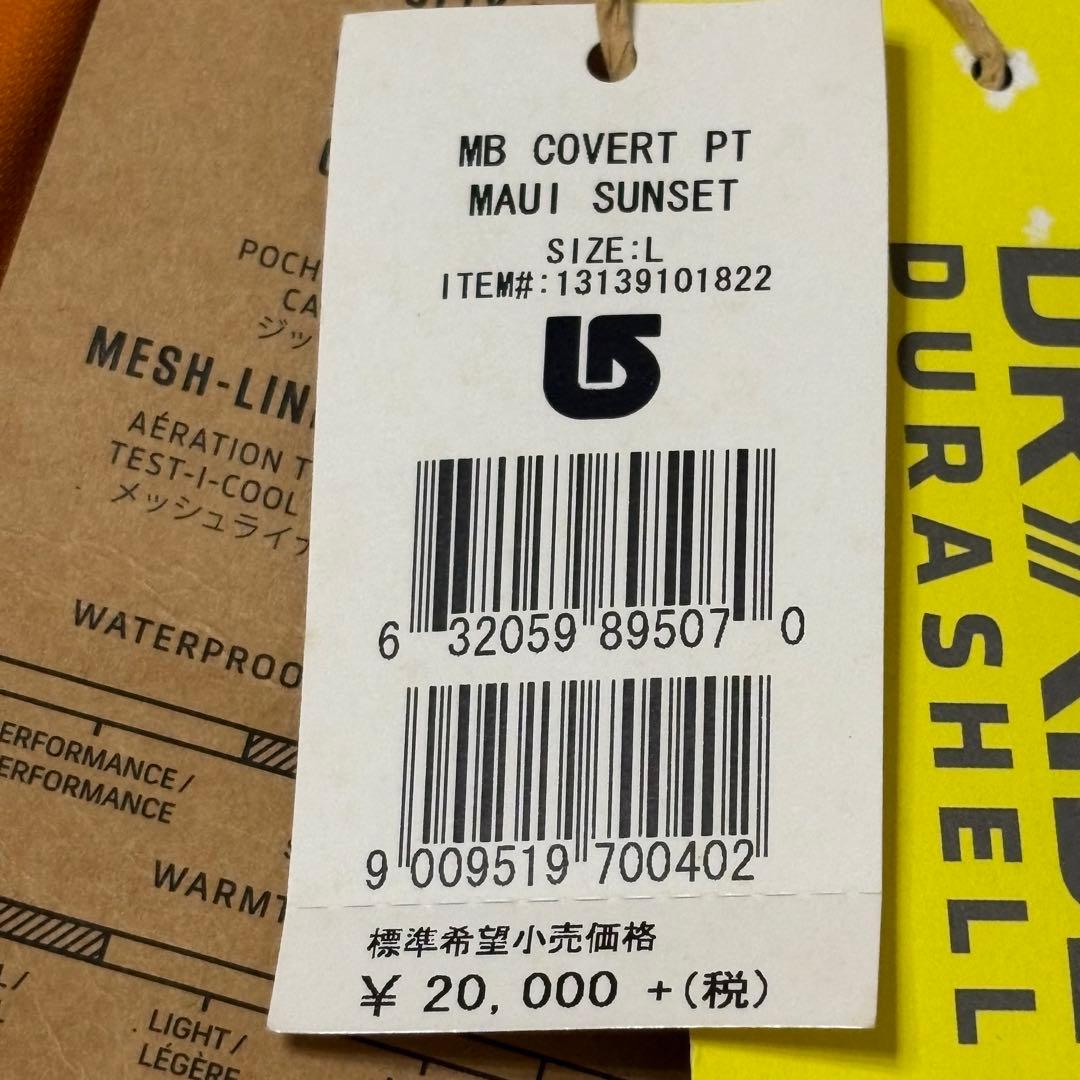 MB COVERT PT
MAUI SUNSET
SIZE:L
ITEM#:13139101822
6 32059 89507 0
9 009519 700402
標準希望小売価格
¥ 20,000 +(税)
POCH
CA
ジッ
MESH-LIN
AÉRATION T
TEST-I-COOL
メッシュライナ
WATERPROO
ERFORMANCE/
ERFORMANCE
WARMT
LIGHT/
LÉGÈRE
DRYRIDE
DURASHELL